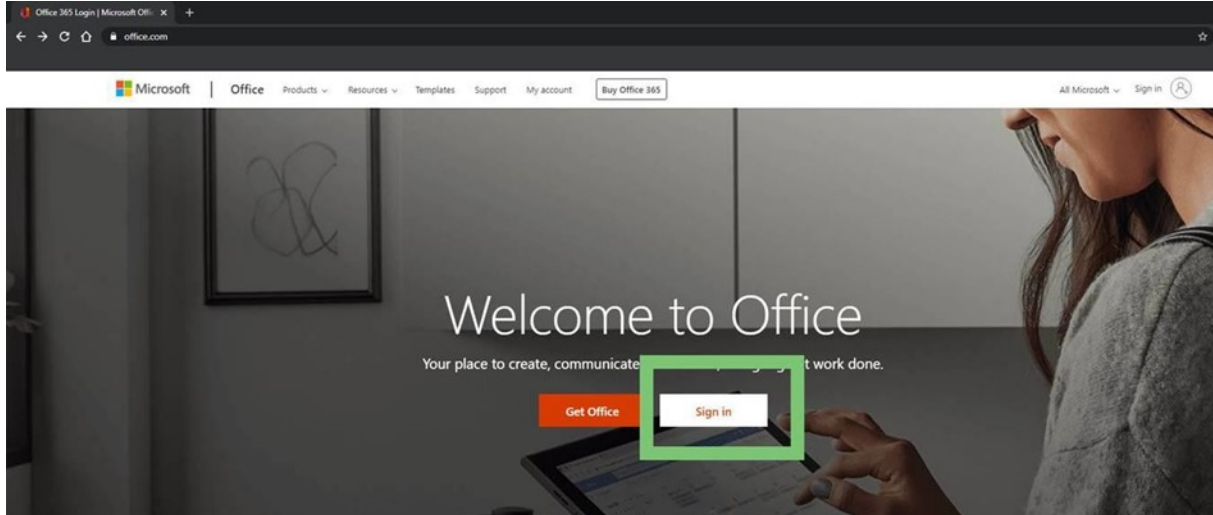 Office 365 Login | Microsoft Offi
office.com
Microsoft | Office Products Resources Templates Support My account Buy Office 365 All Microsoft Sign in
Welcome to Office
Your place to create, communicate t work done.
Get Office Sign in